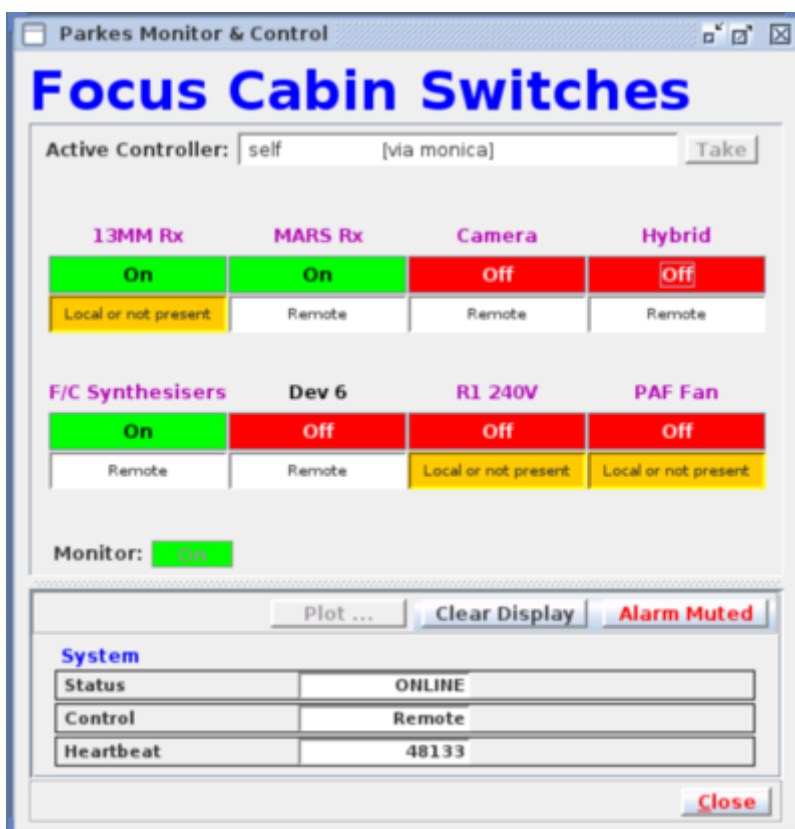 Parkes Monitor & Control
Focus Cabin Switches
Active Controller: self [via monica] Take
13MM Rx MARS Rx Camera Hybrid
On On Off Off
Local or not present Remote Remote Remote
F/C Synthesisers Dev 6 R1 240V PAF Fan
On Off Off Off
Remote Remote Local or not present Local or not present
Monitor: On
Plot ... Clear Display Alarm Muted
System
Status ONLINE
Control Remote
Heartbeat 48133
Close